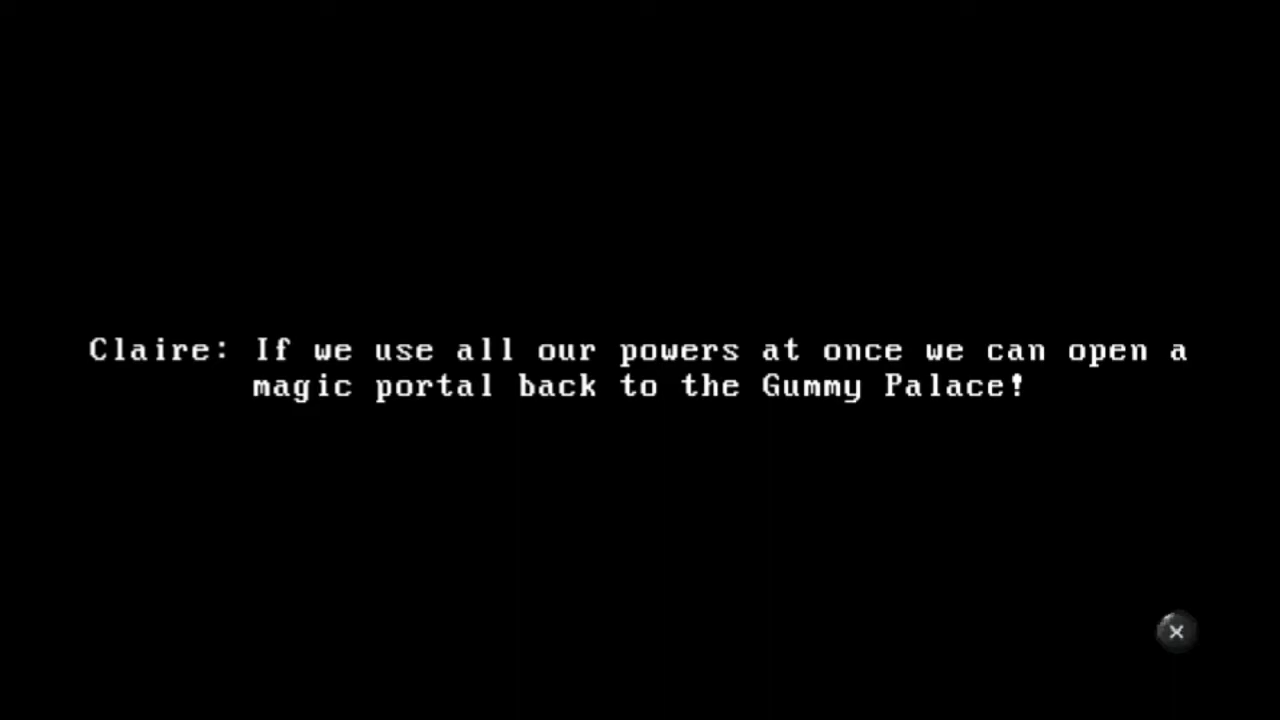 Claire: If we use all our powers at once we can open a
magic portal back to the Gummy Palace!